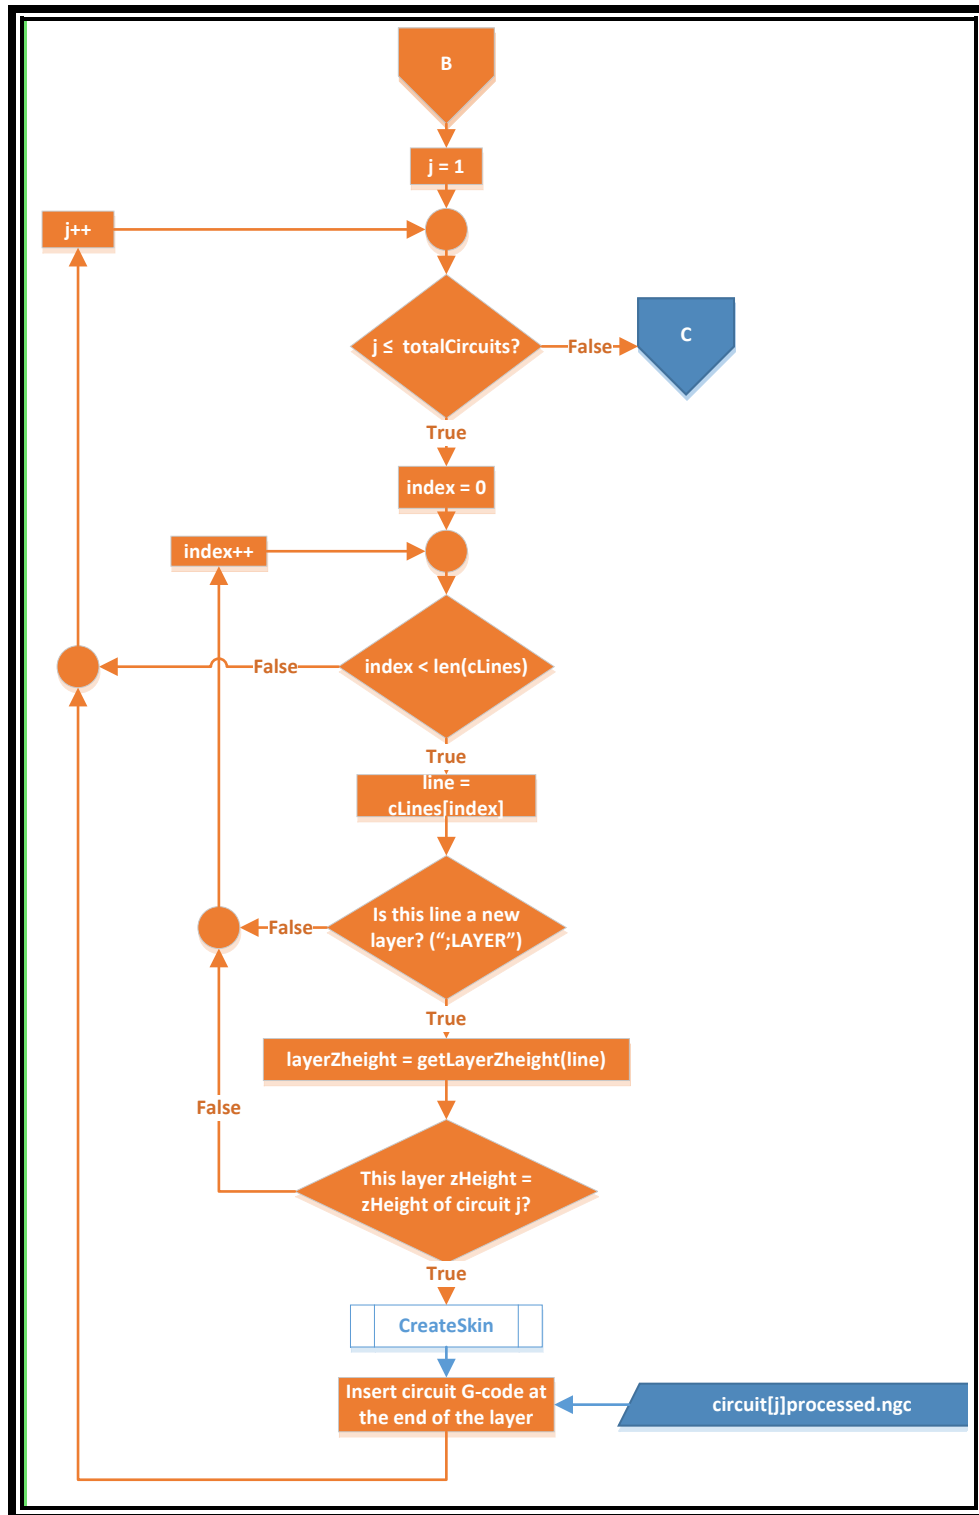 B
j = 1
j++
j ≤ totalCircuits?
False
C
True
index = 0
index++
index < len(cLines)
False
True
line =
cLines[index]
Is this line a new
layer? (“;LAYER”)
False
True
layerZheight = getLayerZheight(line)
False
This layer zHeight =
zHeight of circuit j?
True
CreateSkin
Insert circuit G-code at
the end of the layer
circuit[j]processed.ngc